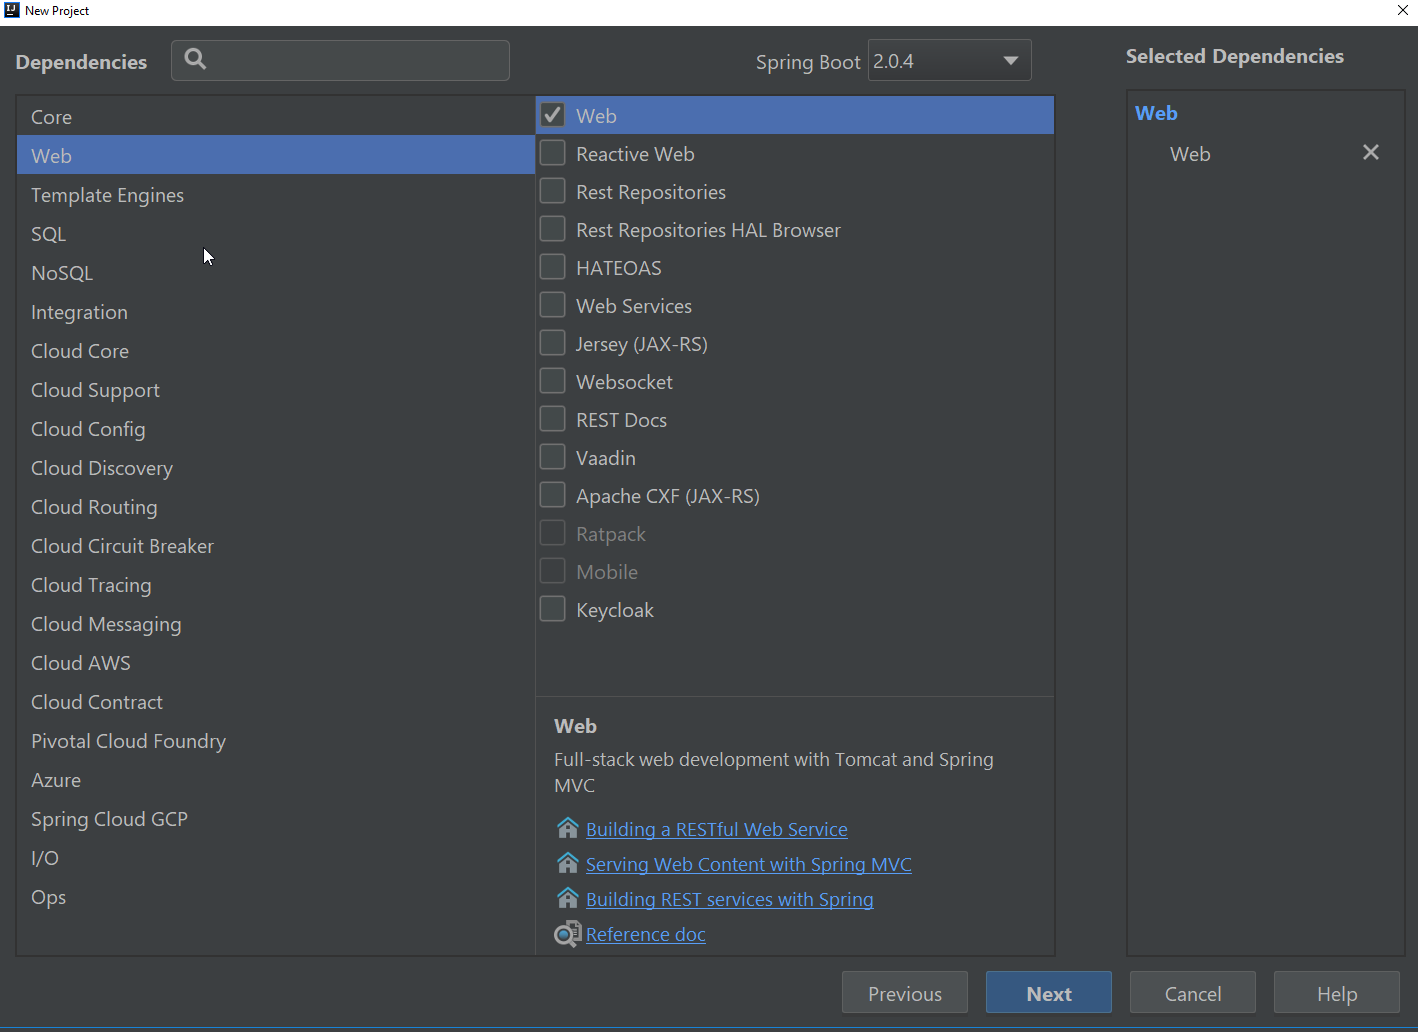 New Project
Dependencies
Spring Boot 2.0.4
Selected Dependencies
Core
Web
Template Engines
SQL
NoSQL
Integration
Cloud Core
Cloud Support
Cloud Config
Cloud Discovery
Cloud Routing
Cloud Circuit Breaker
Cloud Tracing
Cloud Messaging
Cloud AWS
Cloud Contract
Pivotal Cloud Foundry
Azure
Spring Cloud GCP
I/O
Ops
Web
Reactive Web
Rest Repositories
Rest Repositories HAL Browser
HATEOAS
Web Services
Jersey (JAX-RS)
Websocket
REST Docs
Vaadin
Apache CXF (JAX-RS)
Ratpack
Mobile
Keycloak
Web
Full-stack web development with Tomcat and Spring
MVC
Building a RESTful Web Service
Serving Web Content with Spring MVC
Building REST services with Spring
Reference doc
Web
Web
Previous
Next
Cancel
Help